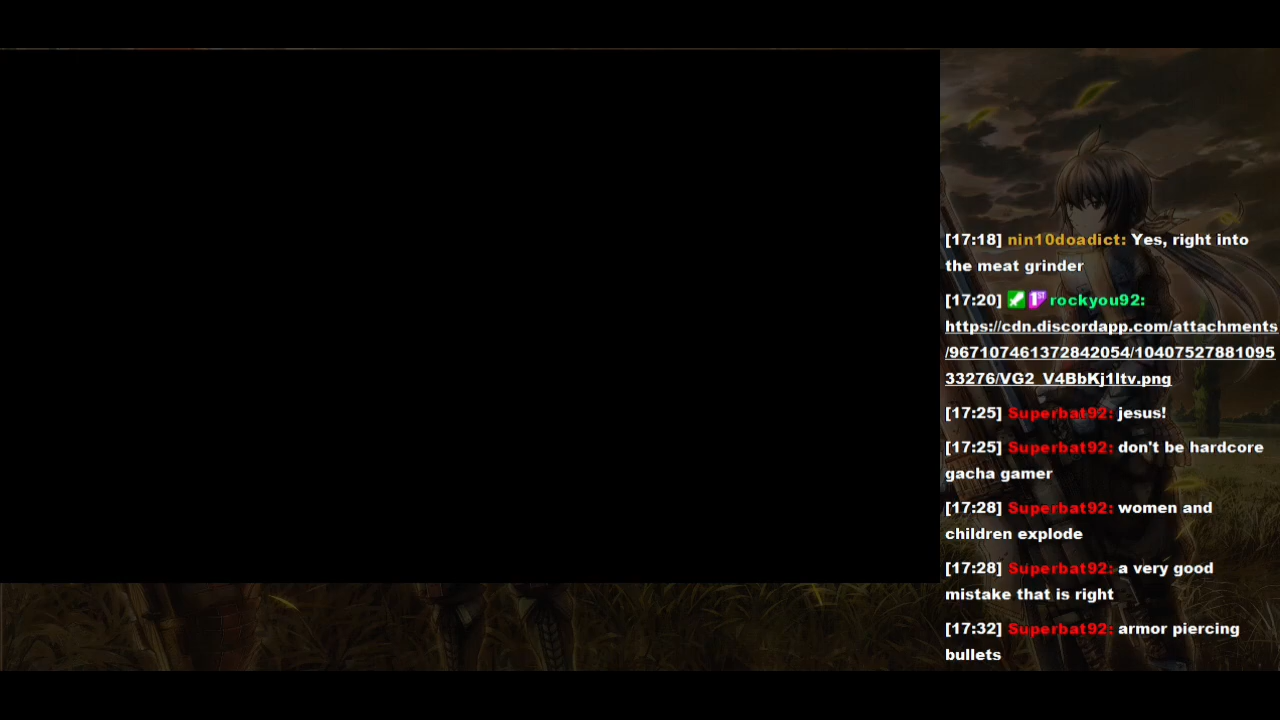 [17:18] nin10doadict: Yes, right into
the meat grinder
[17:20] 1ST rockyou92:
https://cdn.discordapp.com/attachments
/967107461372842054/10407527881095
33276/VG2_V4BbKj1ltv.png
[17:25] Superbat92: jesus!
[17:25] Superbat92: don't be hardcore
gacha gamer
[17:28] Superbat92: women and
children explode
[17:28] Superbat92: a very good
mistake that is right
[17:32] Superbat92: armor piercing
bullets